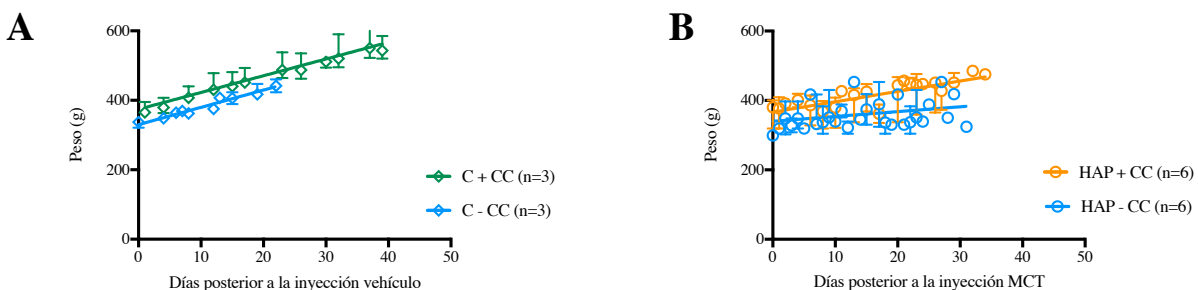 A
600
400
200
0
Peso (g)
0
10
20
30
40
50
Días posterior a la inyección vehículo
C + CC (n=3)
C - CC (n=3)
B
600
400
200
0
Peso (g)
0
10
20
30
40
50
Días posterior a la inyección MCT
HAP + CC (n=6)
HAP - CC (n=6)